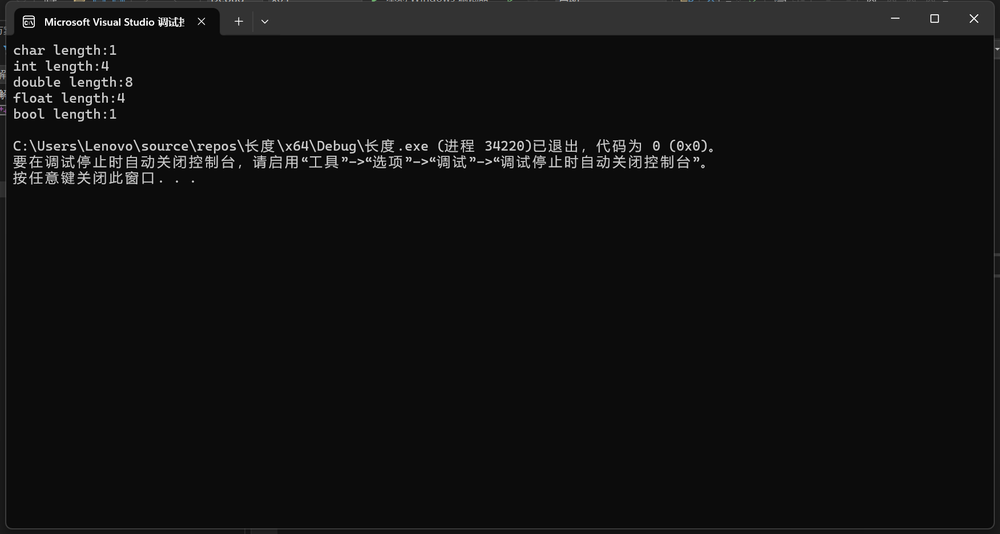 Microsoft Visual Studio 调试
char length:1
int length:4
double length:8
float length:4
bool length:1
C:\Users\Lenovo\source\repos\长度\x64\Debug\长度.exe (进程 34220)已退出，代码为 0 (0x0)。
要在调试停止时自动关闭控制台，请启用“工具”->“选项”->“调试”->“调试停止时自动关闭控制台”。
按任意键关闭此窗口. . .